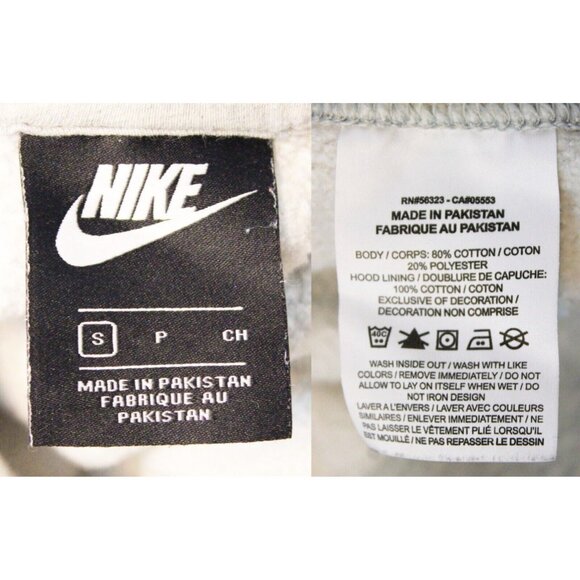 NIKE
S P CH
MADE IN PAKISTAN
FABRIQUE AU
PAKISTAN
RN#56323 - CA#05553
MADE IN PAKISTAN
FABRIQUE AU PAKISTAN
BODY / CORPS: 80% COTTON / COTON
20% POLYESTER
HOOD LINING / DOUBLURE DE CAPUCHE:
100% COTTON / COTON
EXCLUSIVE OF DECORATION /
DECORATION NON COMPRISE
40C
WASH INSIDE OUT / WASH WITH LIKE
COLORS / REMOVE IMMEDIATELY / DO NOT
ALLOW TO LAY ON ITSELF WHEN WET / DO
NOT IRON DESIGN
LAVER A L'ENVERS / LAVER AVEC COULEURS
SIMILAIRES / ENLEVER IMMEDIATEMENT / NE
PAS LAISSER LE VÊTEMENT PLIÉ LORSQU'IL
EST MOUILLÉ / NE PAS REPASSER LE DESSIN